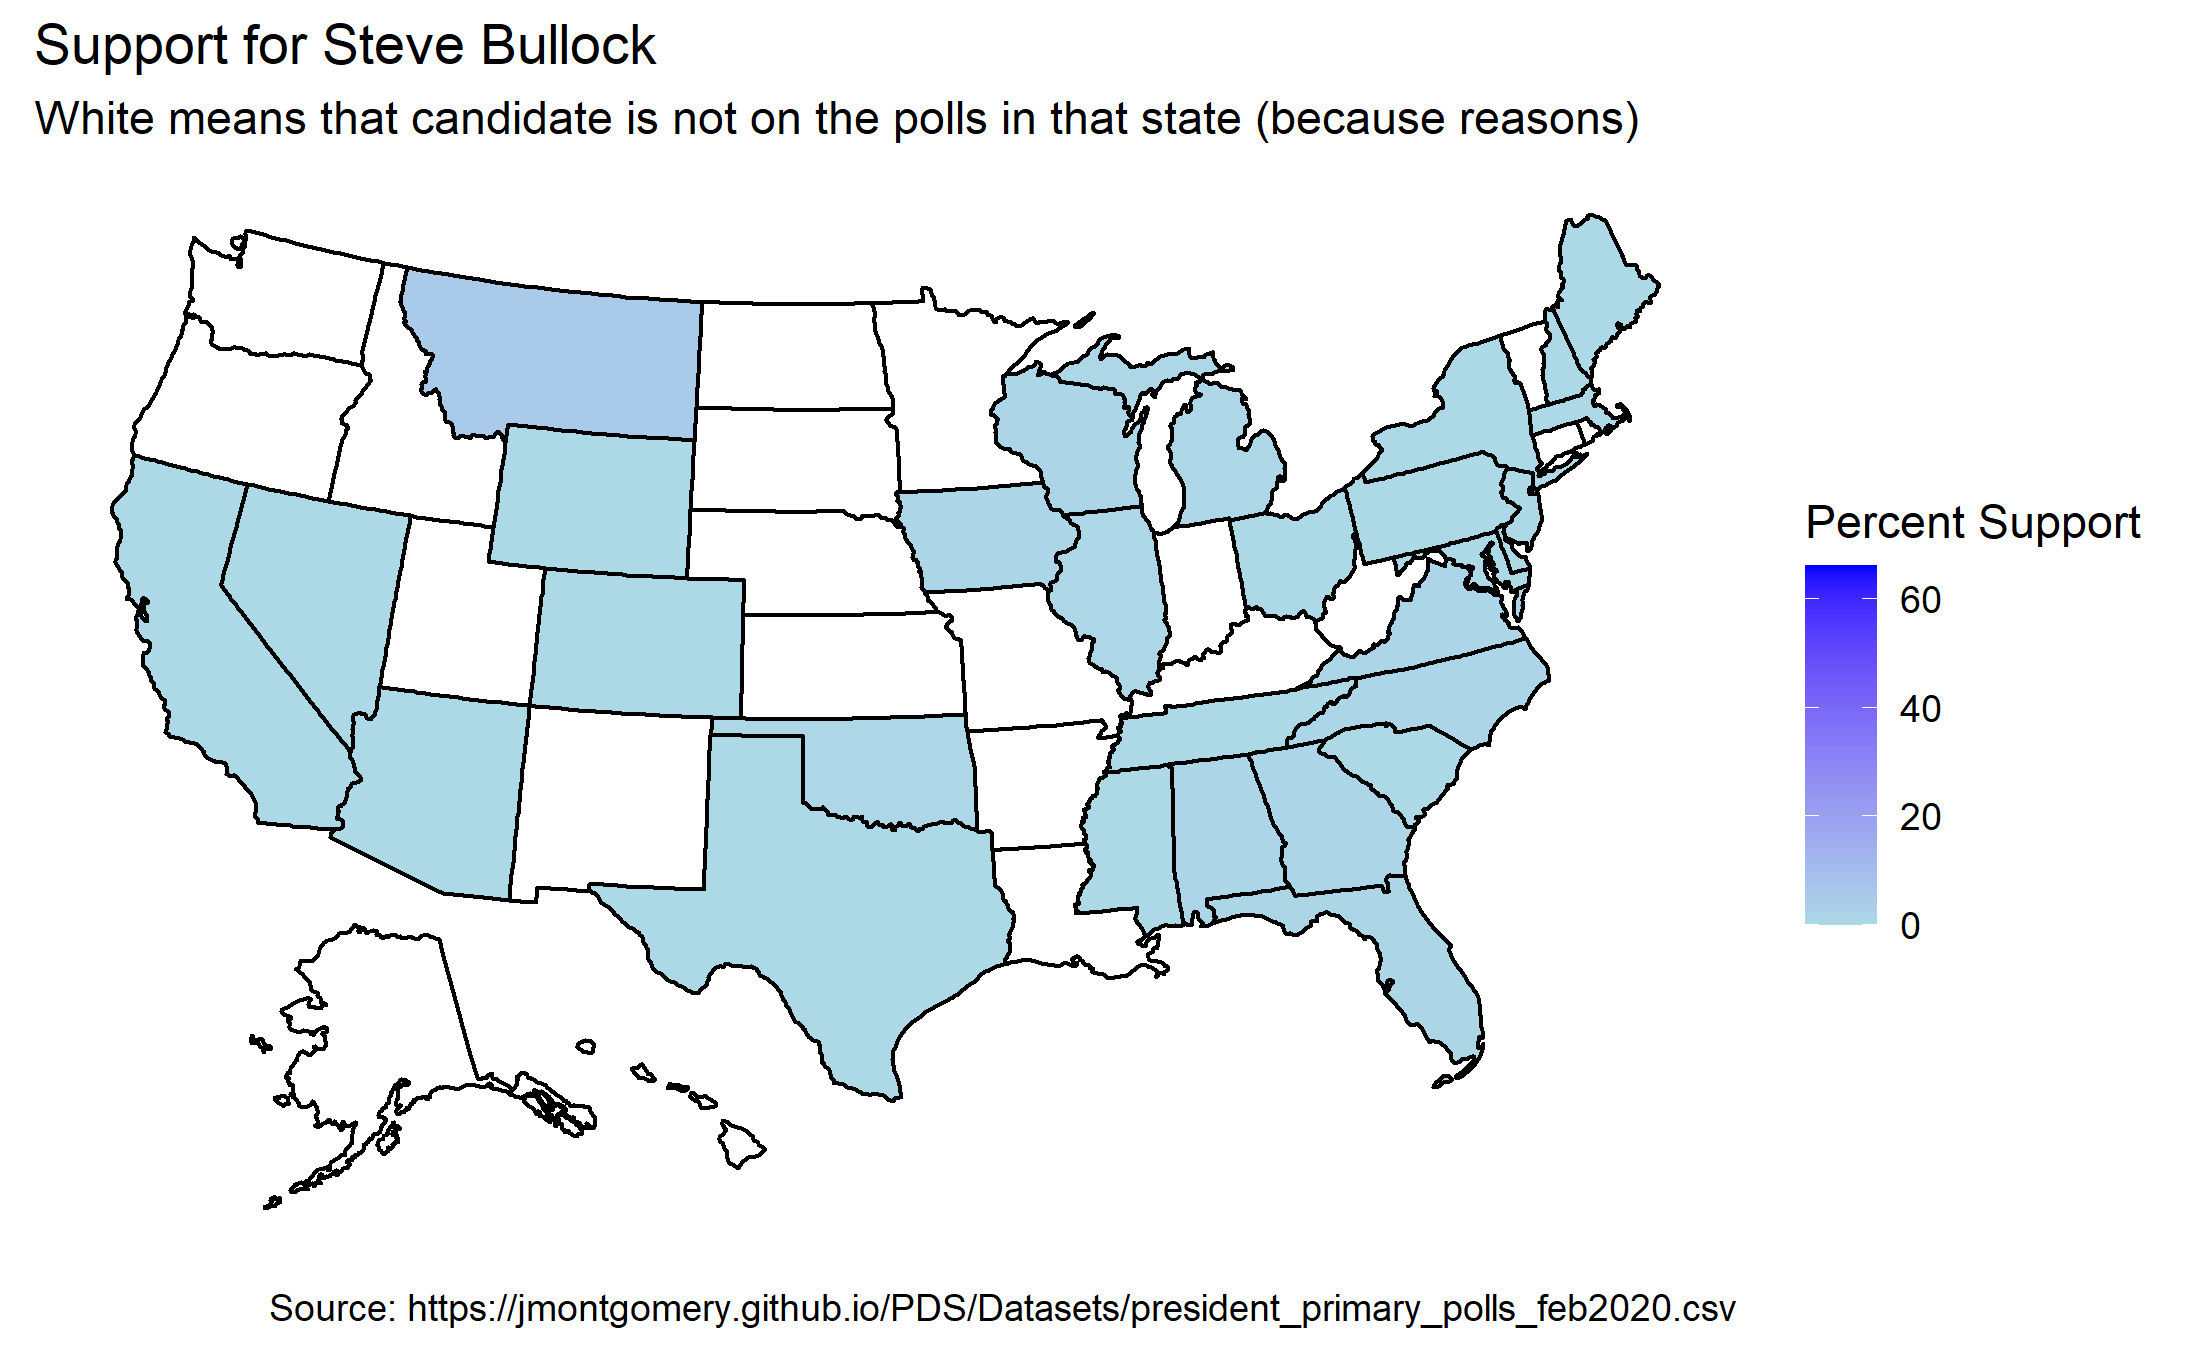 Support for Steve Bullock
White means that candidate is not on the polls in that state (because reasons)
Percent Support
60
40
20
0
Source: https://jmontgomery.github.io/PDS/Datasets/president_primary_polls_feb2020.csv